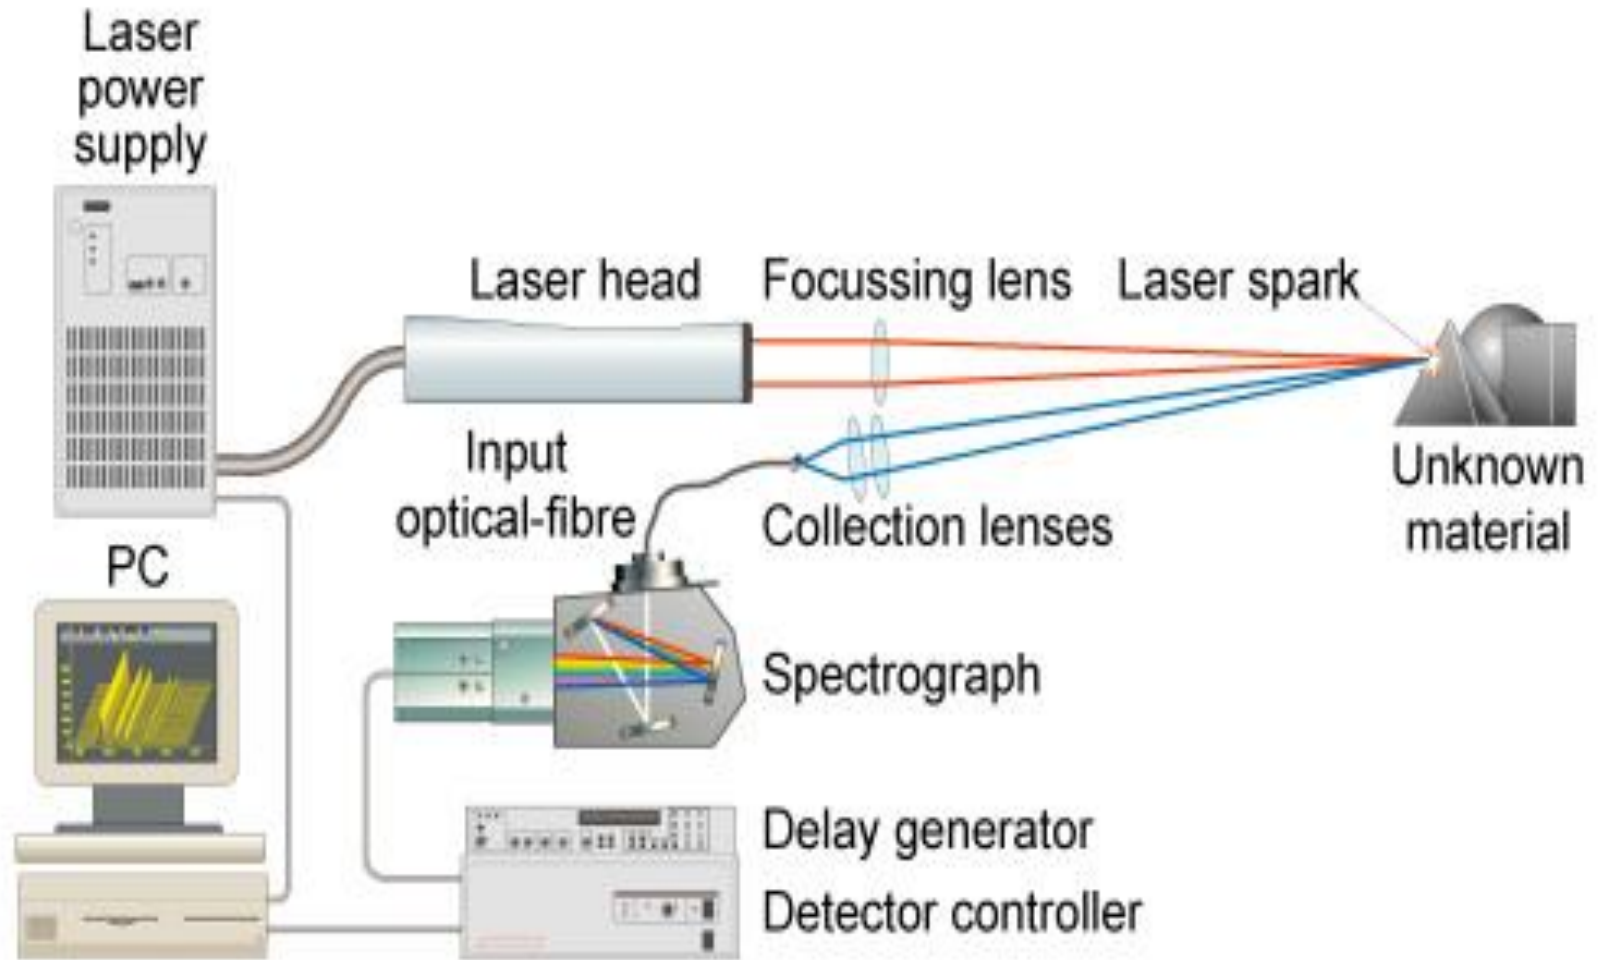 Laser
power
supply
Laser head
Focussing lens
Laser spark
Input
optical-fibre
Collection lenses
Unknown
material
PC
Spectrograph
Delay generator
Detector controller